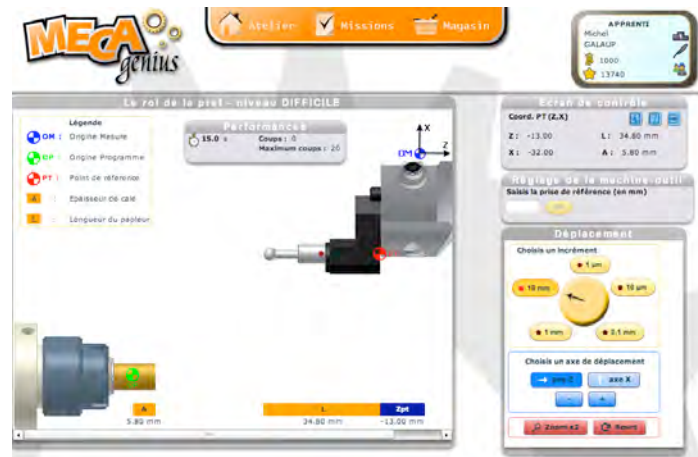 MECAgenius
Atelier
Missions
Magasin
APPRENTI
Michel
GALAUP
1000
13740
Le roi de la pref - niveau DIFFICILE
Légende
OM : Origine Mesure
OP : Origine Programme
PT : Point de référence
A : Epaisseur de cale
L : Longueur du palpeur
Performances
15.0 s
Coups : 0
Maximum coups : 20
X
OM
Z
A
5.80 mm
L
34.80 mm
Zpt
-13.00 mm
Ecran de contrôle
Coord. PT (Z,X)
Z : -13.00
L : 34.80 mm
X : -32.00
A : 5.80 mm
Réglage de la machine-outil
Saisis la prise de référence (en mm)
Déplacement
Choisis un incrément
1 µm
10 mm
10 µm
1 mm
0.1 mm
Choisis un axe de déplacement
axe Z
axe X
-
+
Zoom x2